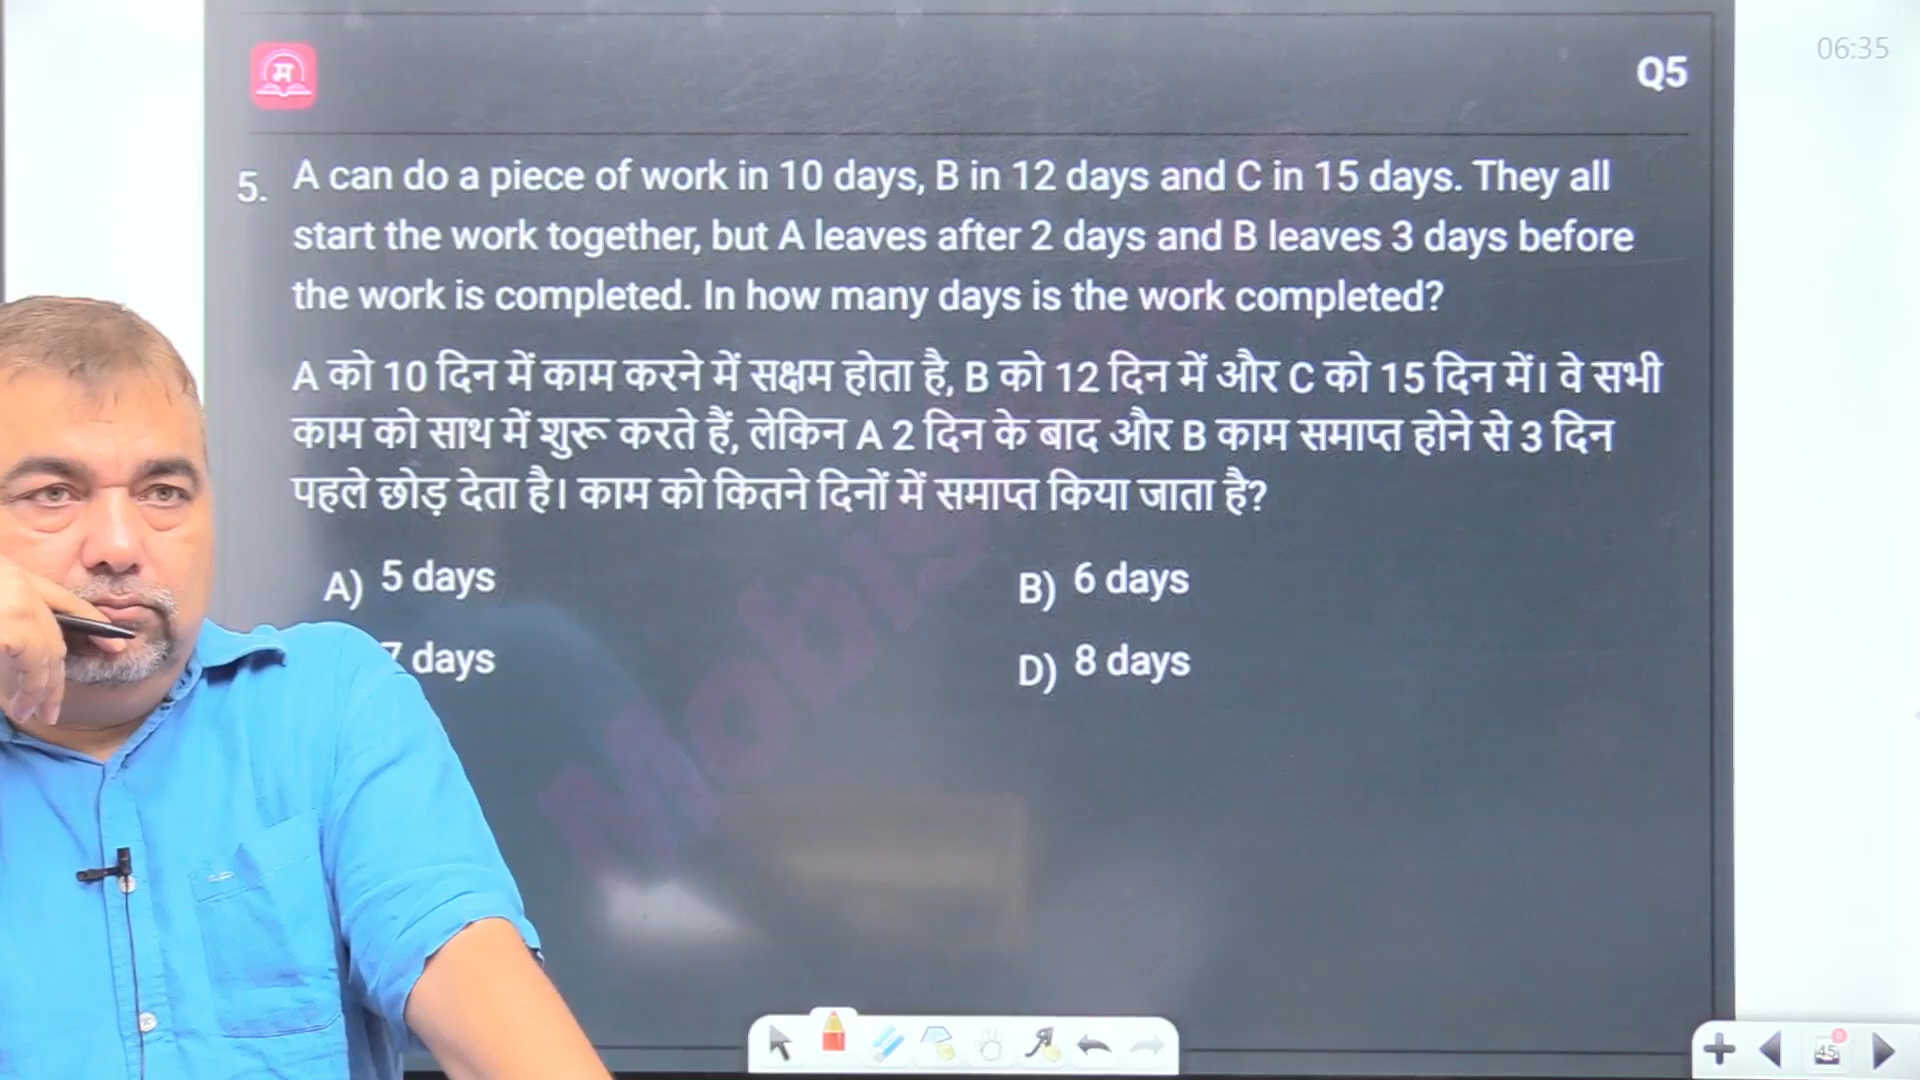 06:35
म
Q5
5. A can do a piece of work in 10 days, B in 12 days and C in 15 days. They all
start the work together, but A leaves after 2 days and B leaves 3 days before
the work is completed. In how many days is the work completed?
A को 10 दिन में काम करने में सक्षम होता है, B को 12 दिन में और C को 15 दिन में। वे सभी
काम को साथ में शुरू करते हैं, लेकिन A 2 दिन के बाद और B काम समाप्त होने से 3 दिन
पहले छोड़ देता है। काम को कितने दिनों में समाप्त किया जाता है?
A) 5 days
B) 6 days
7 days
D) 8 days
45